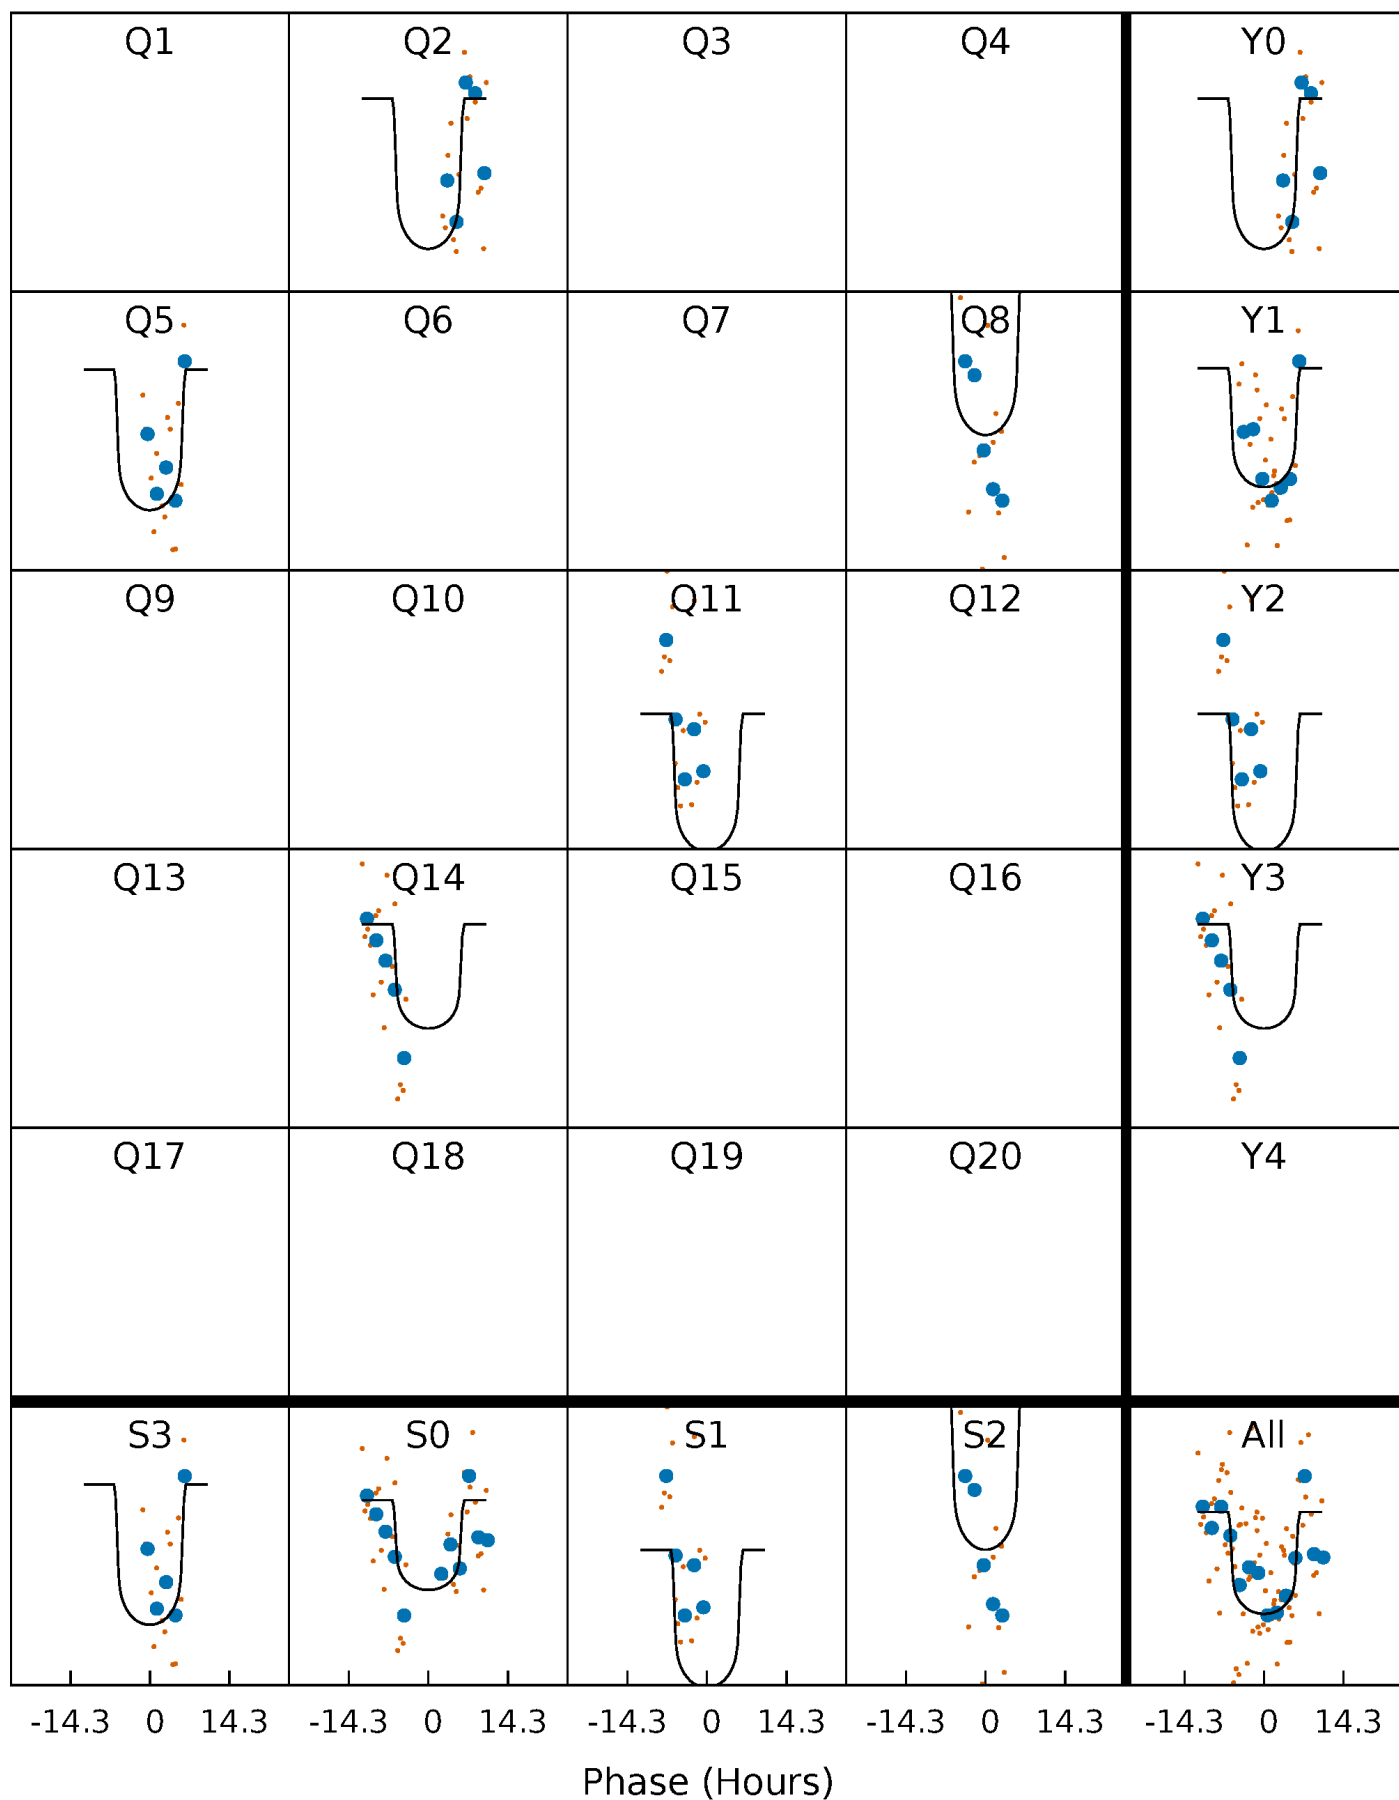 Q1 Q2 Q3 Q4 Y0
Q5 Q6 Q7 Q8 Y1
Q9 Q10 Q11 Q12 Y2
Q13 Q14 Q15 Q16 Y3
Q17 Q18 Q19 Q20 Y4
S3 S0 S1 S2 All
-14.3 0 14.3 -14.3 0 14.3 -14.3 0 14.3 -14.3 0 14.3 -14.3 0 14.3
Phase (Hours)